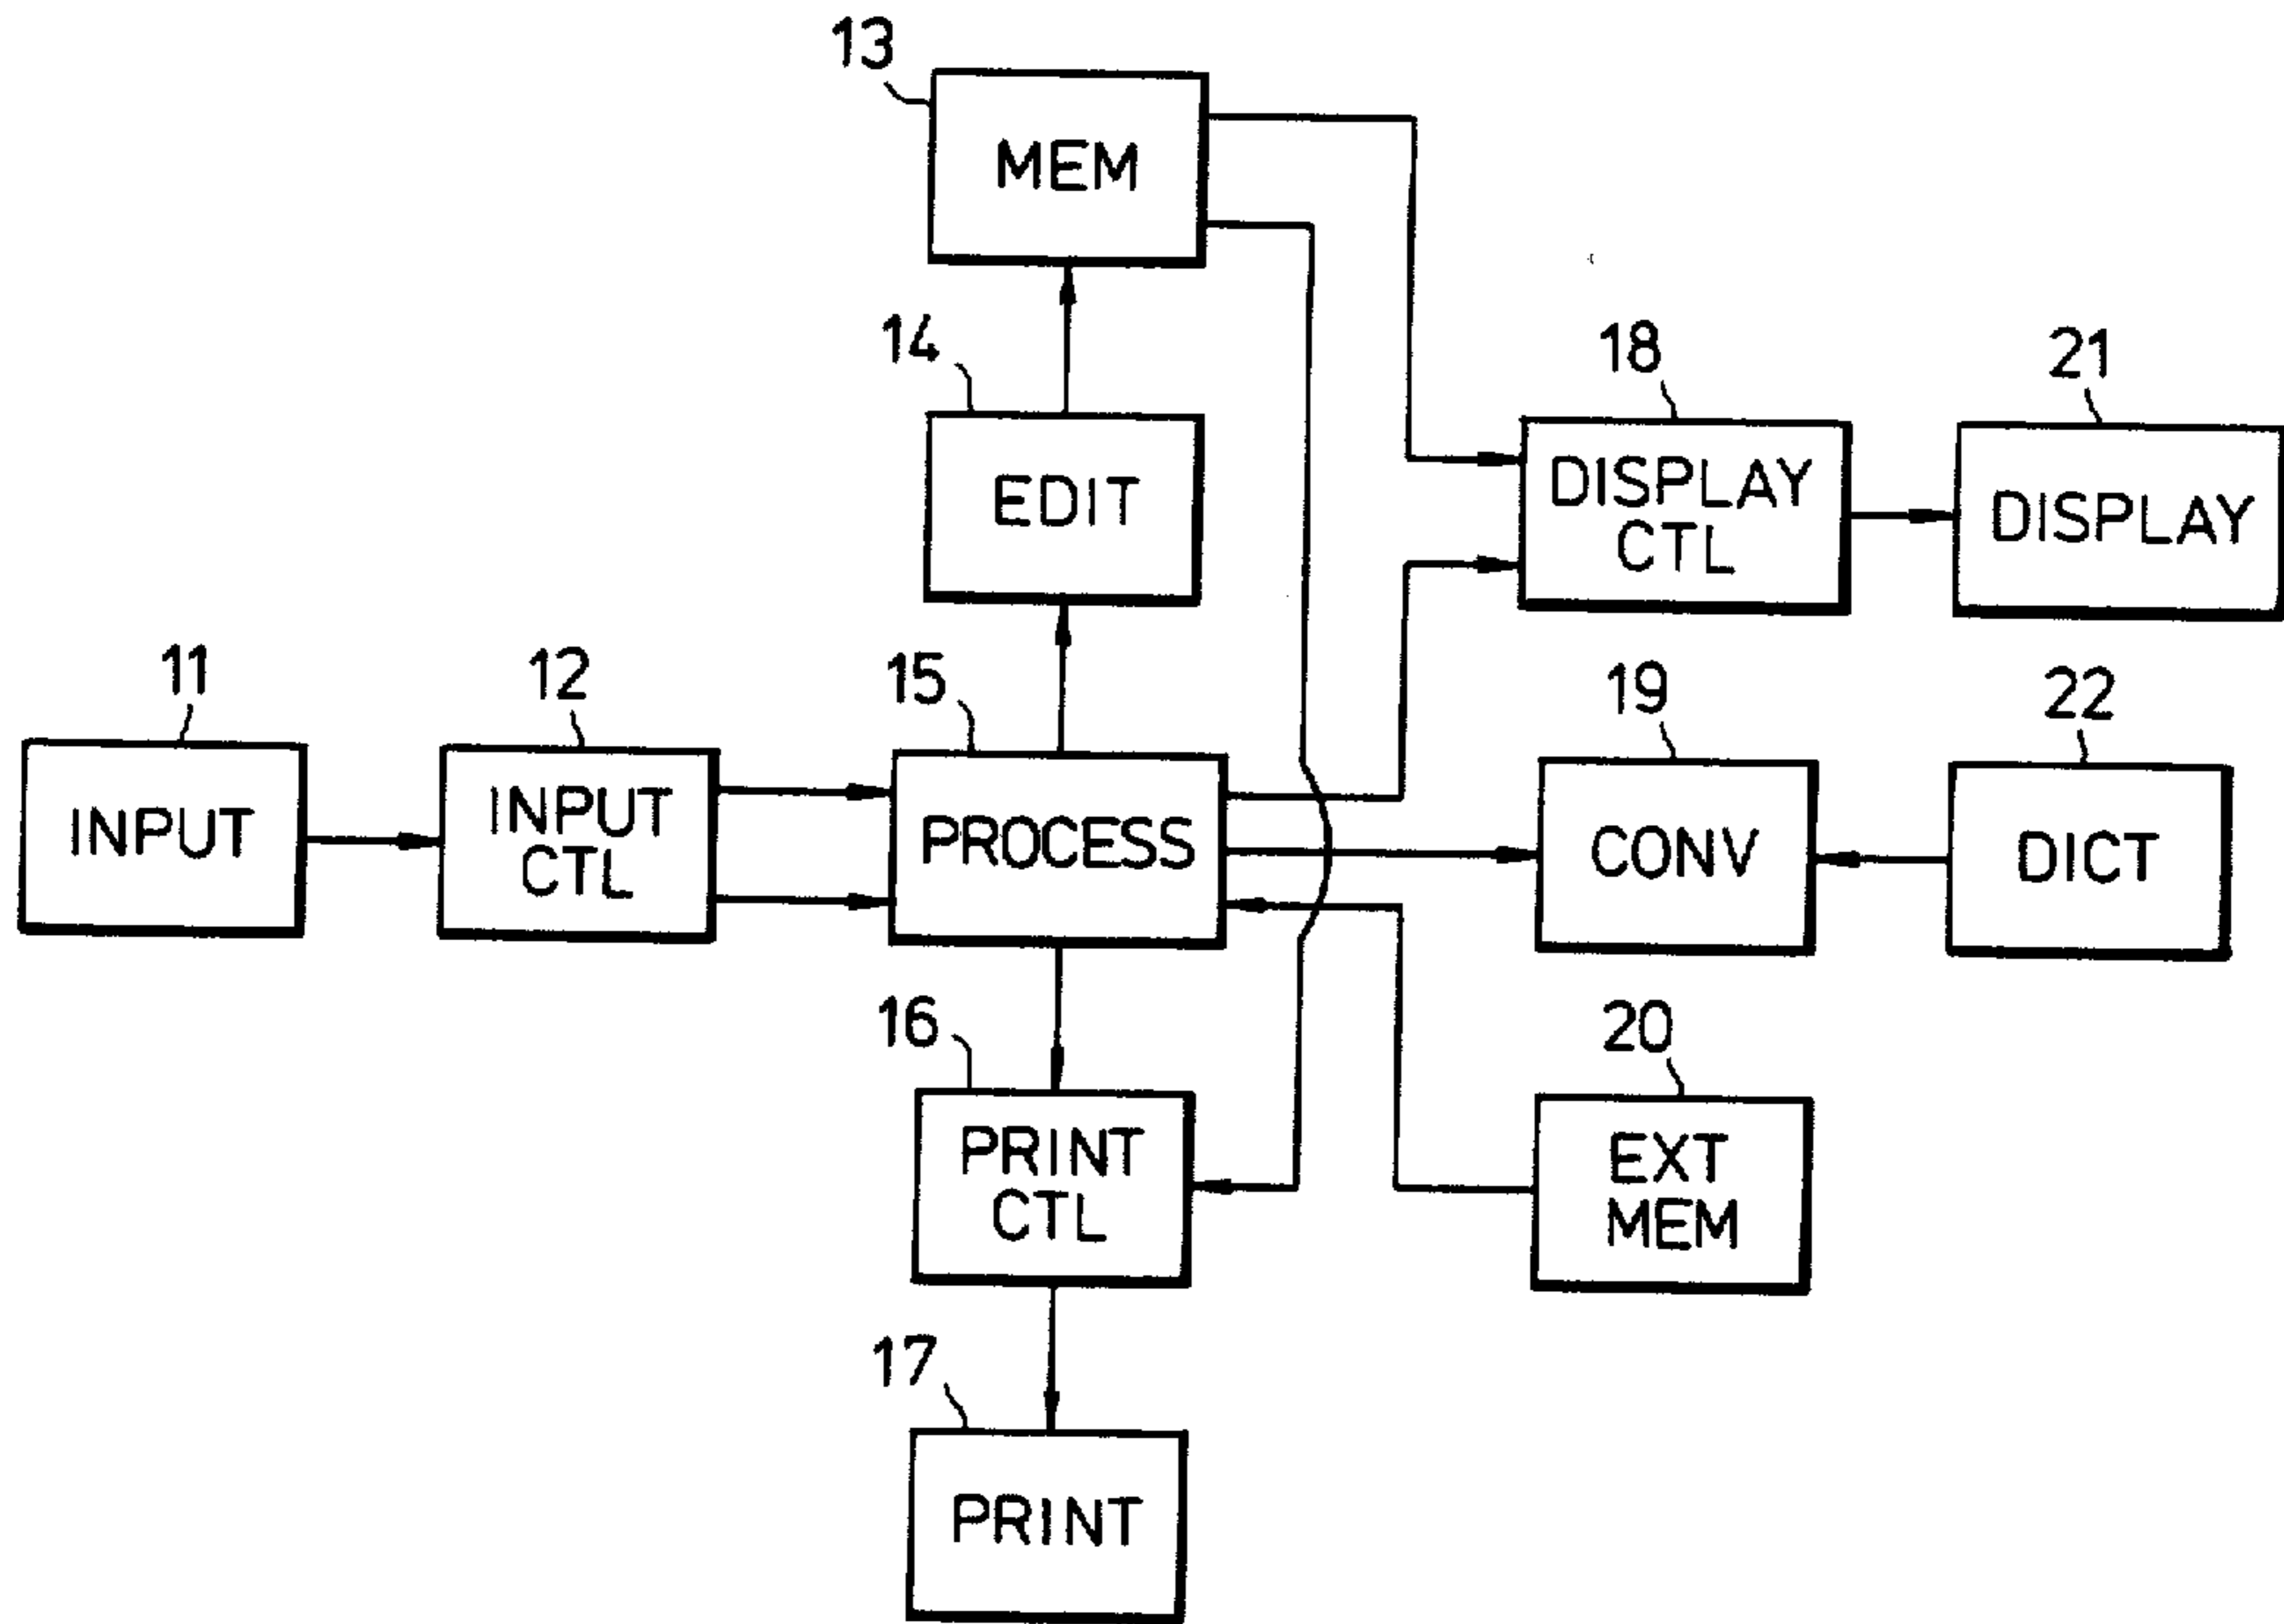 13
MEM
14
EDIT
18
DISPLAY
CTL
21
DISPLAY
11
INPUT
12
INPUT
CTL
15
PROCESS
19
CONV
22
DICT
16
PRINT
CTL
20
EXT
MEM
17
PRINT